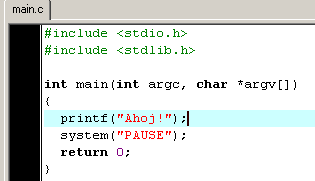 main.c
#include <stdio.h>
#include <stdlib.h>
int main(int argc, char *argv[])
{
printf("Ahoj!");
system("PAUSE");
return 0;
}